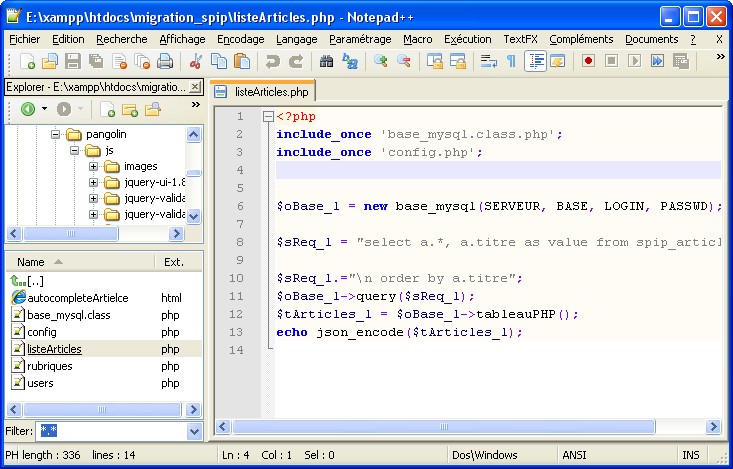 E:\xampp\htdocs\migration_spip\listeArticles.php - Notepad++
Fichier Edition Recherche Affichage Encodage Langage Paramétrage Macro Exécution TextFX Compléments Documents ? X
Explorer - E:\xampp\htdocs\migratio...
listeArticles.php
pangolin
js
images
jquery-ui-1.8
jquery-valida
jquery-valida
Name Ext.
[..]
autocompleteArtielce html
base_mysql.class php
config php
listeArticles php
rubriques php
users php
Filter: *.*
1 <?php
2 include_once 'base_mysql.class.php';
3 include_once 'config.php';
4
5
6 $oBase_l = new base_mysql(SERVEUR, BASE, LOGIN, PASSWD);
7
8 $sReq_l = "select a.*, a.titre as value from spip_articl
9
10 $sReq_l.="\n order by a.titre";
11 $oBase_l->query($sReq_l);
12 $tArticles_l = $oBase_l->tableauPHP();
13 echo json_encode($tArticles_l);
14
PH length : 336 lines : 14 Ln : 4 Col : 1 Sel : 0 Dos\Windows ANSI INS